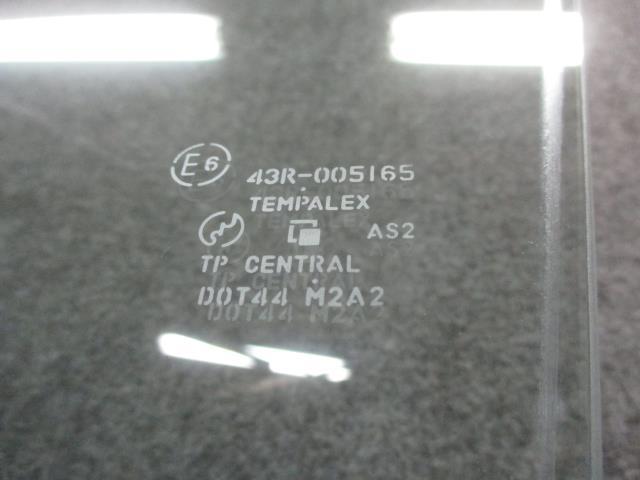 E6 43R-005165
TEMPALEX
AS2
TP CENTRAL
DOT44 M2A2